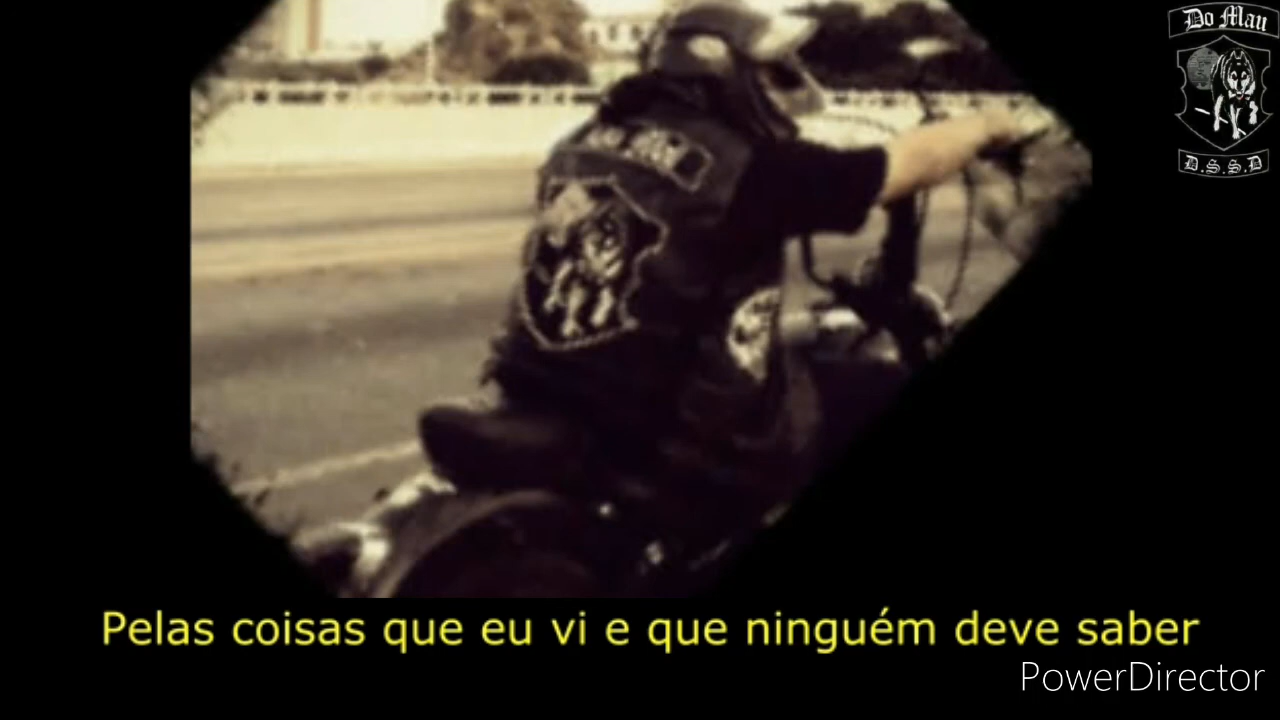 Do Mau
D.S.S.D
Pelas coisas que eu vi e que ninguém deve saber
PowerDirector